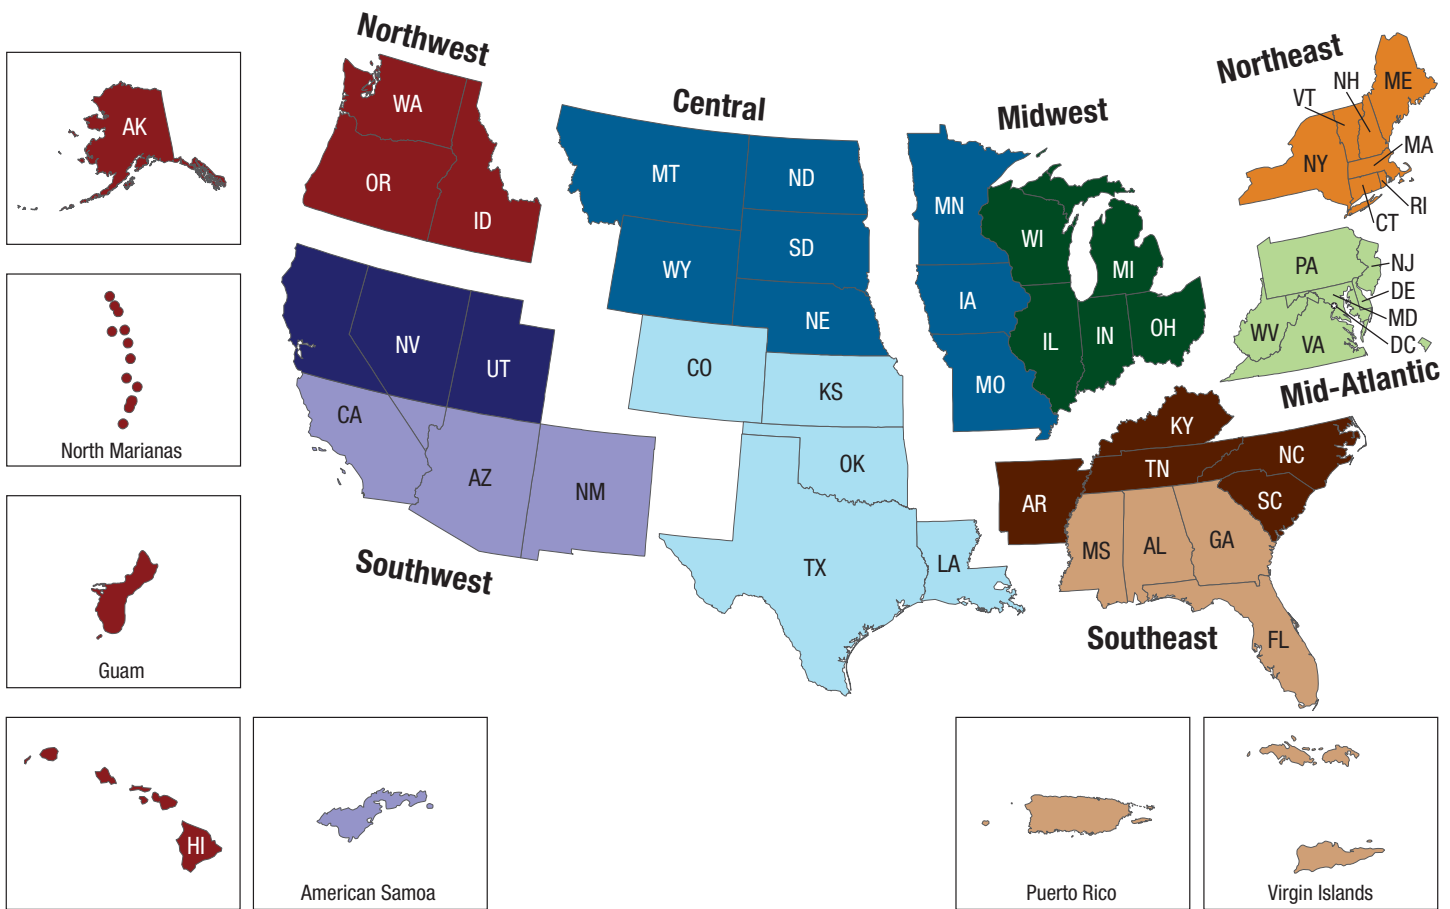 Northwest
WA
OR
ID
AK
North Marianas
Guam
HI
American Samoa
NV
UT
CA
AZ
NM
Southwest
Central
MT
ND
SD
WY
NE
CO
KS
OK
TX
LA
Midwest
MN
WI
MI
IA
IL
IN
OH
MO
Northeast
ME
NH
VT
NY
MA
RI
CT
PA
NJ
DE
MD
DC
WV
VA
Mid-Atlantic
KY
TN
NC
AR
SC
MS
AL
GA
FL
Southeast
Puerto Rico
Virgin Islands